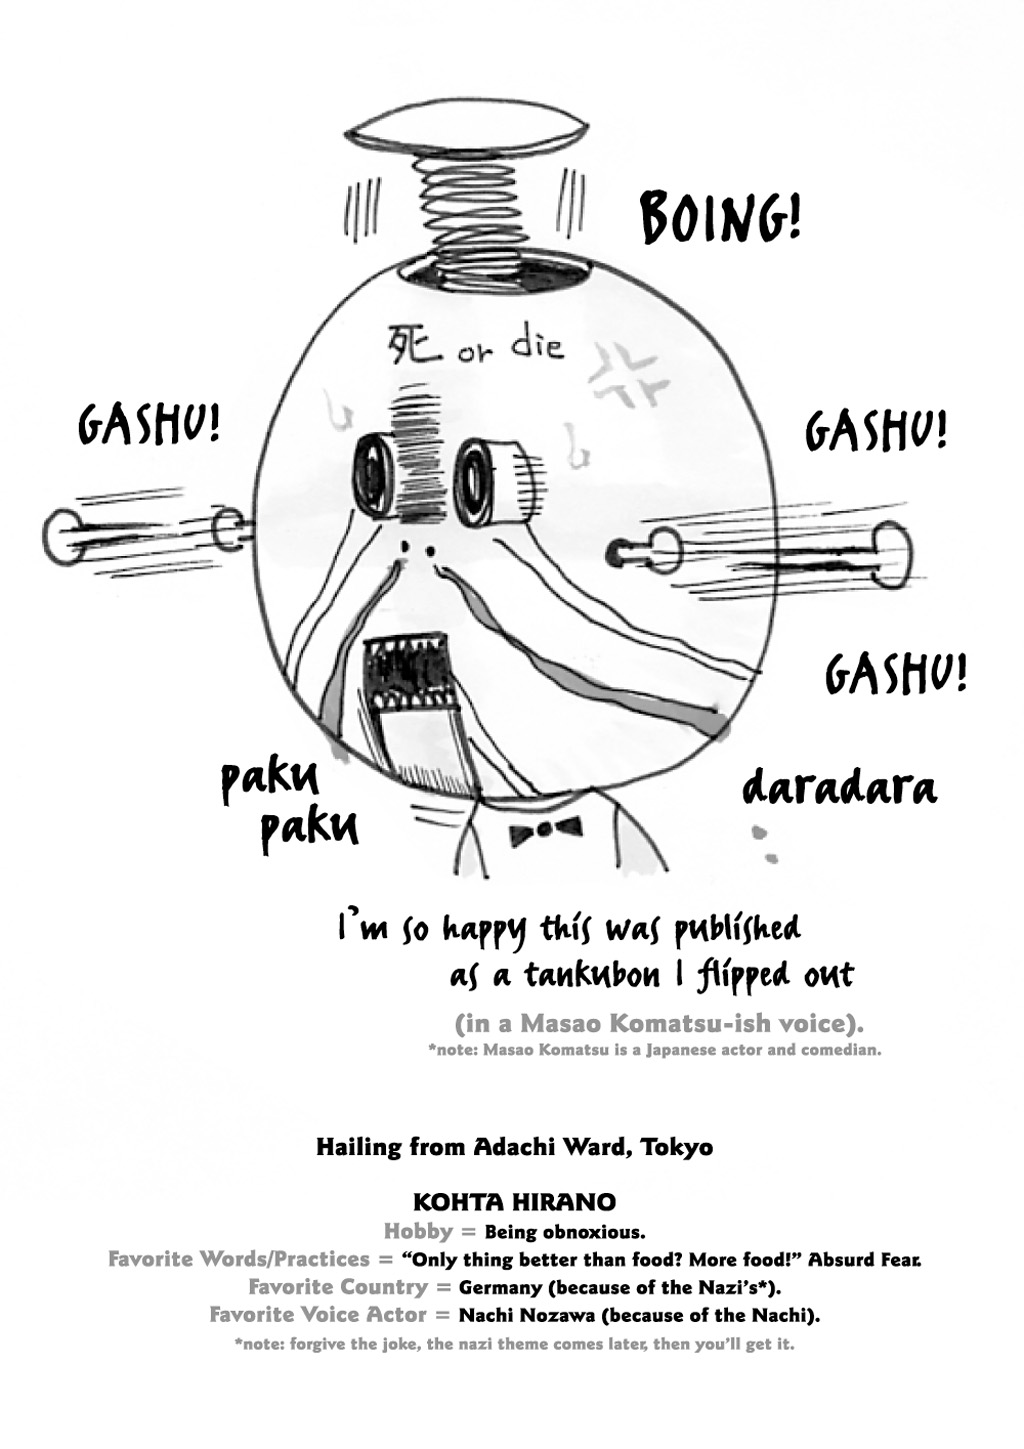 BOING!
死 or die
GASHU!
GASHU!
GASHU!
paku
paku
daradara
I'm so happy this was published
as a tankubon I flipped out
(in a Masao Komatsu-ish voice).
*note: Masao Komatsu is a Japanese actor and comedian.
Hailing from Adachi Ward, Tokyo
KOHTA HIRANO
Hobby = Being obnoxious.
Favorite Words/Practices = “Only thing better than food? More food!” Absurd Fear.
Favorite Country = Germany (because of the Nazi's*).
Favorite Voice Actor = Nachi Nozawa (because of the Nachi).
*note: forgive the joke, the nazi theme comes later, then you'll get it.